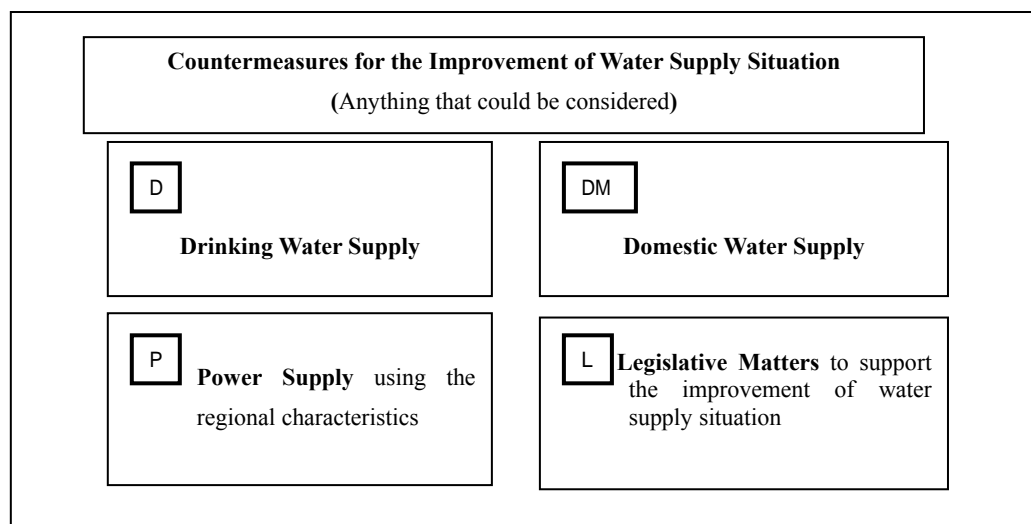 Countermeasures for the Improvement of Water Supply Situation
(Anything that could be considered)
D
Drinking Water Supply
DM
Domestic Water Supply
P
Power Supply using the
regional characteristics
L
Legislative Matters to support
the improvement of water
supply situation